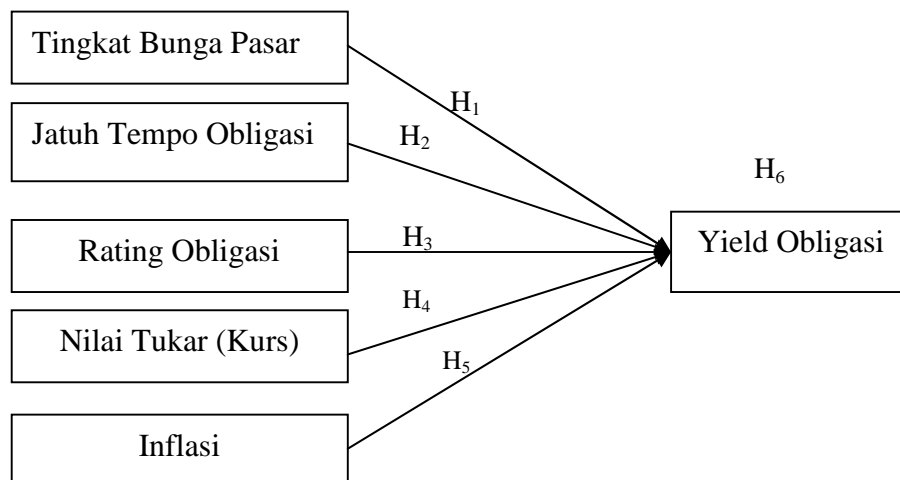 Tingkat Bunga Pasar
H₁
Jatuh Tempo Obligasi
H₂
H₆
Rating Obligasi
H₃
Yield Obligasi
H₄
Nilai Tukar (Kurs)
H₅
Inflasi